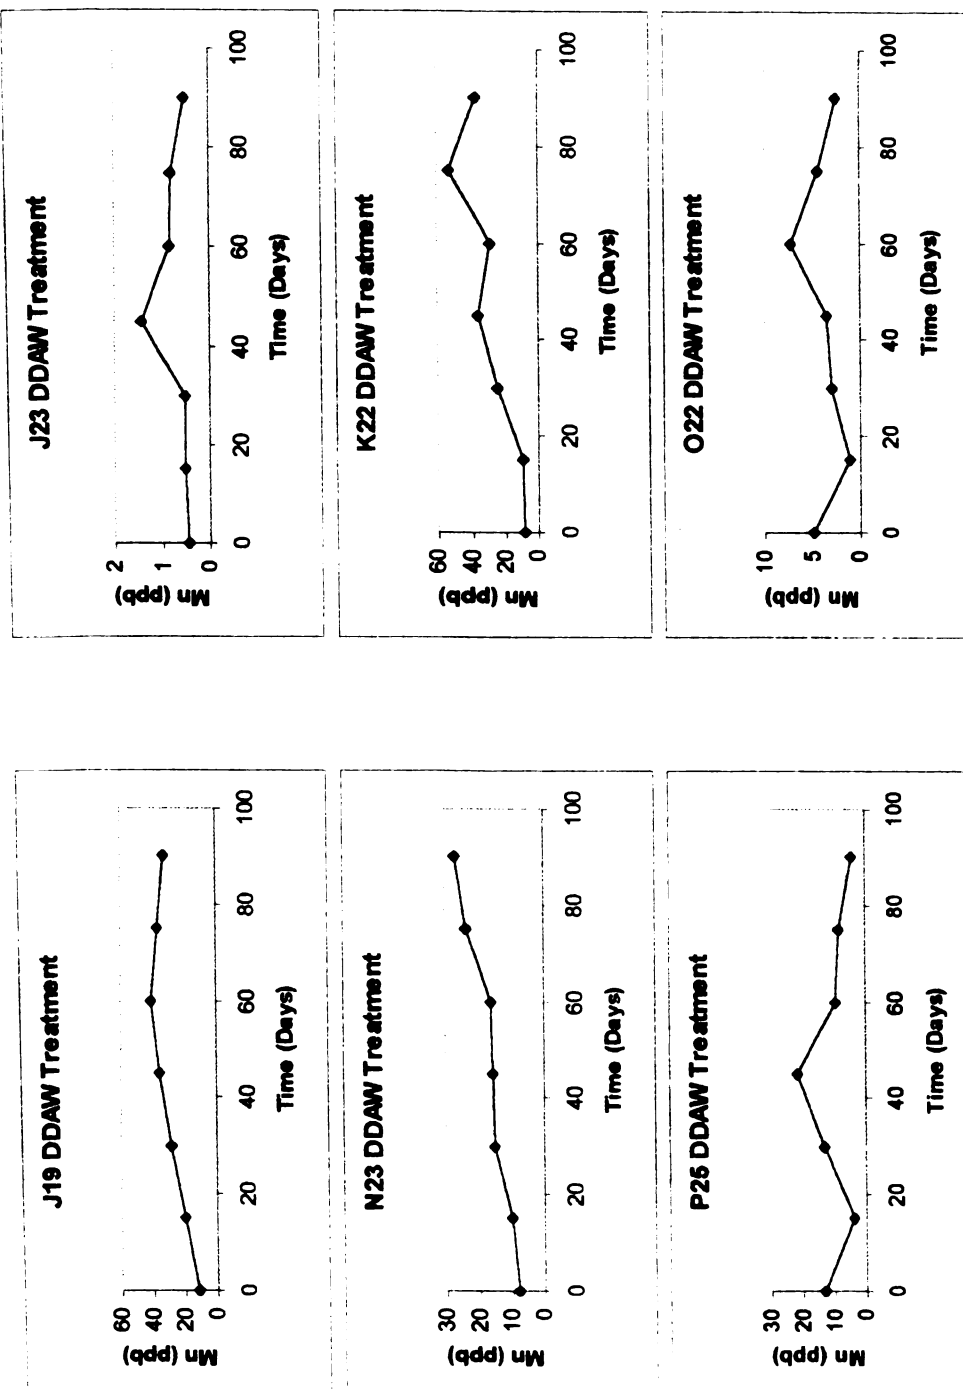 J19 DDAW Treatment
Mn (ppb)
60
40
20
0
0 20 40 60 80 100
Time (Days)
J23 DDAW Treatment
Mn (ppb)
2
1
0
0 20 40 60 80 100
Time (Days)
N23 DDAW Treatment
Mn (ppb)
30
20
10
0
0 20 40 60 80 100
Time (Days)
K22 DDAW Treatment
Mn (ppb)
60
40
20
0
0 20 40 60 80 100
Time (Days)
P25 DDAW Treatment
Mn (ppb)
30
20
10
0
0 20 40 60 80 100
Time (Days)
O22 DDAW Treatment
Mn (ppb)
10
5
0
0 20 40 60 80 100
Time (Days)